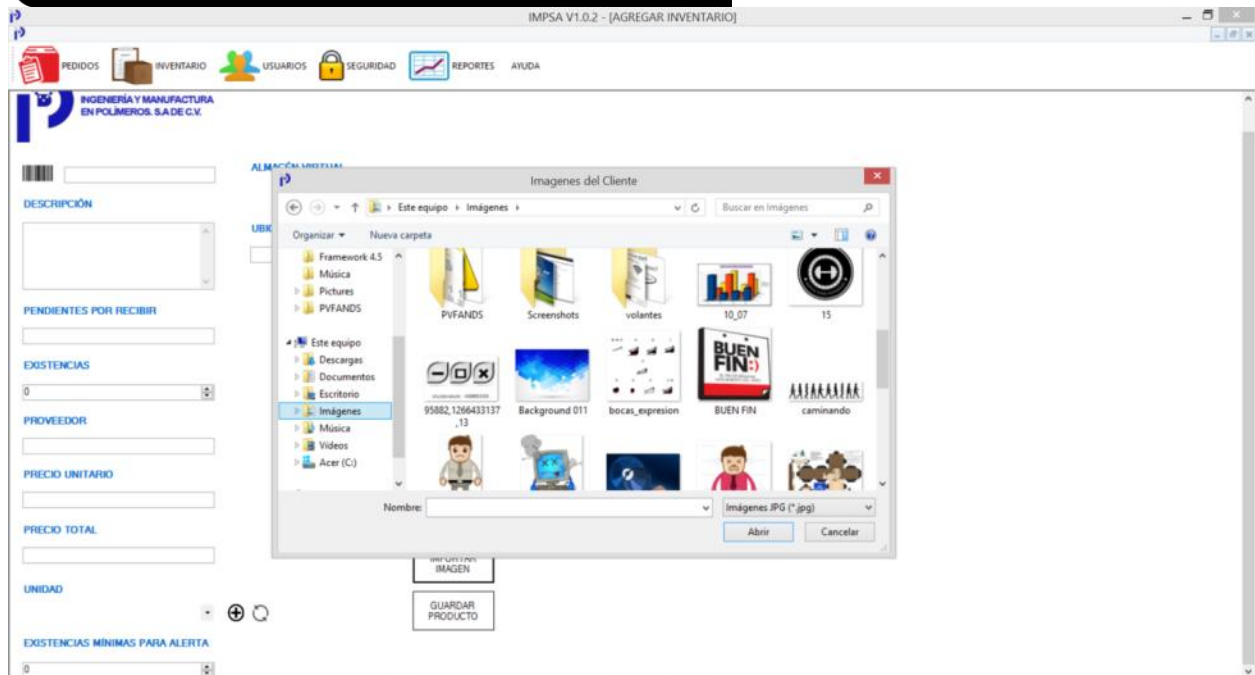 IMPSA V1.0.2 - [AGREGAR INVENTARIO]
PEDIDOS INVENTARIO USUARIOS SEGURIDAD REPORTES AYUDA
INGENIERÍA Y MANUFACTURA
EN POLÍMEROS. S.A DE C.V.
ALMACÉN VIRTUAL
DESCRIPCIÓN
PENDIENTES POR RECIBIR
EXISTENCIAS
0
PROVEEDOR
PRECIO UNITARIO
PRECIO TOTAL
UNIDAD
EXISTENCIAS MÍNIMAS PARA ALERTA
0
Imagenes del Cliente
Este equipo Imágenes
Buscar en Imágenes
Organizar Nueva carpeta
Framework 4.5
Música
Pictures
PVFANDS
Este equipo
Descargas
Documentos
Escritorio
Imágenes
Música
Vídeos
Acer (C:)
PVFANDS Screenshots volantes 10_07 15
BUEN
FIN:)
95882,1266433137 Background 011 bocas_expresion BUEN FIN caminando
,13
Nombre: Imágenes JPG (*.jpg)
Abrir Cancelar
IMPORTAR
IMAGEN
GUARDAR
PRODUCTO